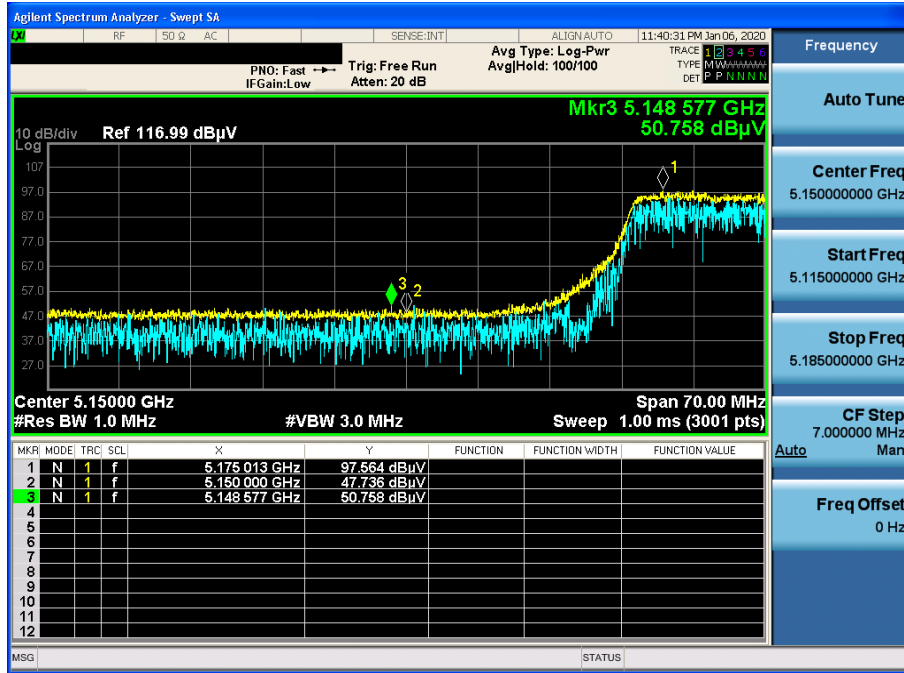 Agilent Spectrum Analyzer - Swept SA
LXI RF 50 Ω AC SENSE:INT ALIGN AUTO 11:40:31 PM Jan 06, 2020
PNO: Fast
IFGain:Low
Trig: Free Run
Atten: 20 dB
Avg Type: Log-Pwr
Avg|Hold: 100/100
TRACE 1 2 3 4 5 6
TYPE M W W W W W
DET P P N N N N
Mkr3 5.148 577 GHz
50.758 dBµV
10 dB/div Ref 116.99 dBµV
Log
107
97.0
87.0
77.0
67.0
57.0
47.0
37.0
27.0
1
3
2
Center 5.15000 GHz Span 70.00 MHz
#Res BW 1.0 MHz #VBW 3.0 MHz Sweep 1.00 ms (3001 pts)
MKR MODE TRC SCL X Y FUNCTION FUNCTION WIDTH FUNCTION VALUE
1 N 1 f 5.175 013 GHz 97.564 dBµV
2 N 1 f 5.150 000 GHz 47.736 dBµV
3 N 1 f 5.148 577 GHz 50.758 dBµV
4
5
6
7
8
9
10
11
12
MSG STATUS
Frequency
Auto Tune
Center Freq
5.150000000 GHz
Start Freq
5.115000000 GHz
Stop Freq
5.185000000 GHz
CF Step
7.000000 MHz
Auto Man
Freq Offset
0 Hz